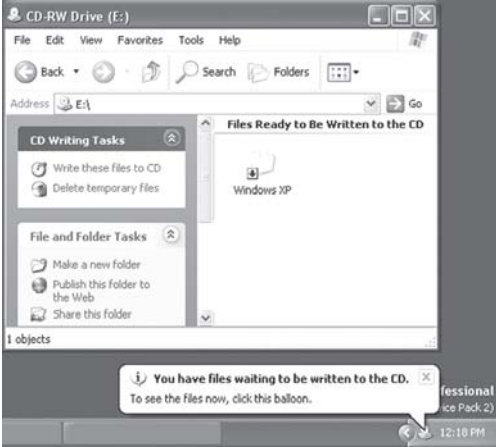 CD-RW Drive (E:)
File Edit View Favorites Tools Help
Back Search Folders
Address E:\ Go
CD Writing Tasks
Write these files to CD
Delete temporary files
File and Folder Tasks
Make a new folder
Publish this folder to
the Web
Share this folder
Files Ready to Be Written to the CD
Windows XP
1 objects
You have files waiting to be written to the CD.
To see the files now, click this balloon.
fessional
ice Pack 2)
12:18 PM